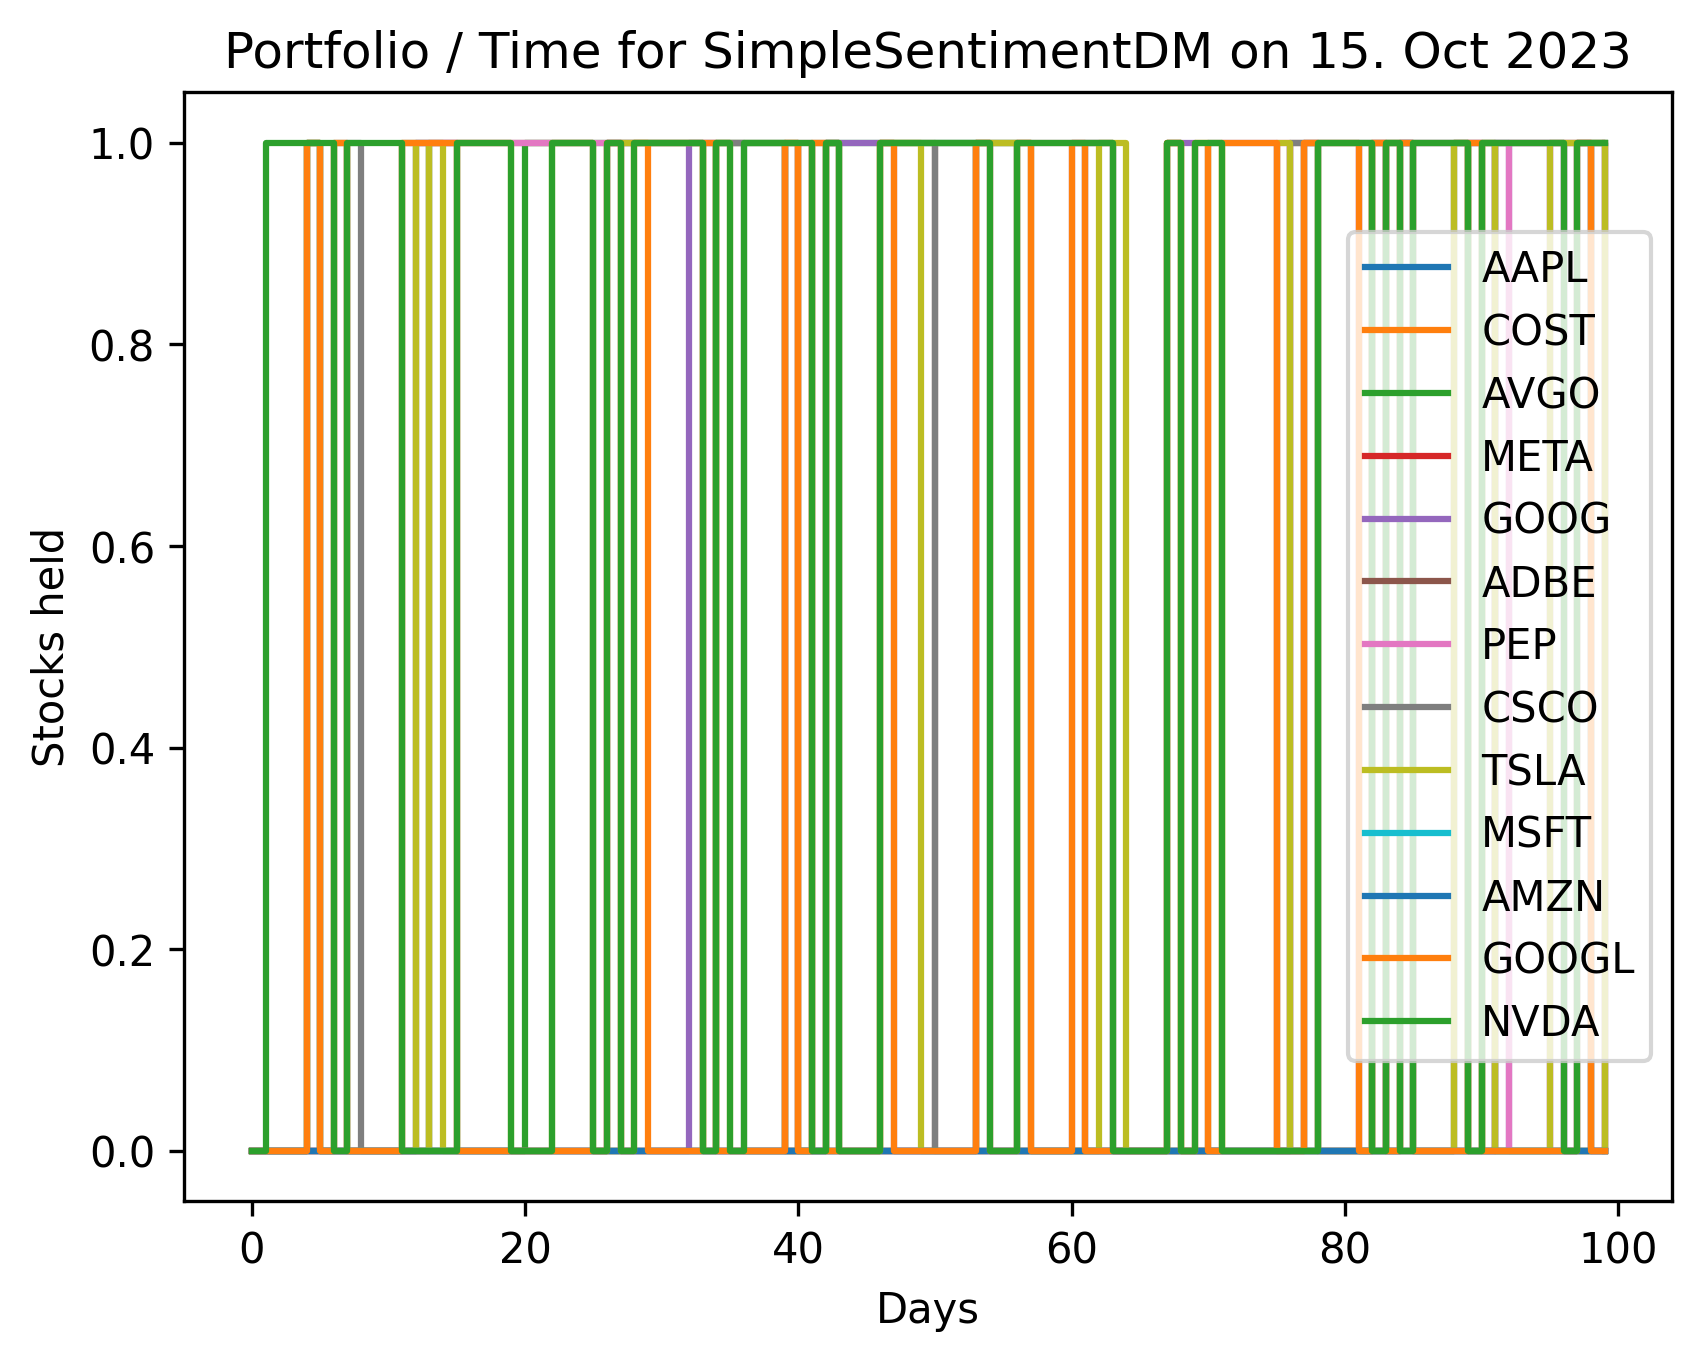 Portfolio / Time for SimpleSentimentDM on 15. Oct 2023
1.0
0.8
0.6
0.4
0.2
0.0
Stocks held
AAPL
COST
AVGO
META
GOOG
ADBE
PEP
CSCO
TSLA
MSFT
AMZN
GOOGL
NVDA
0 20 40 60 80 100
Days